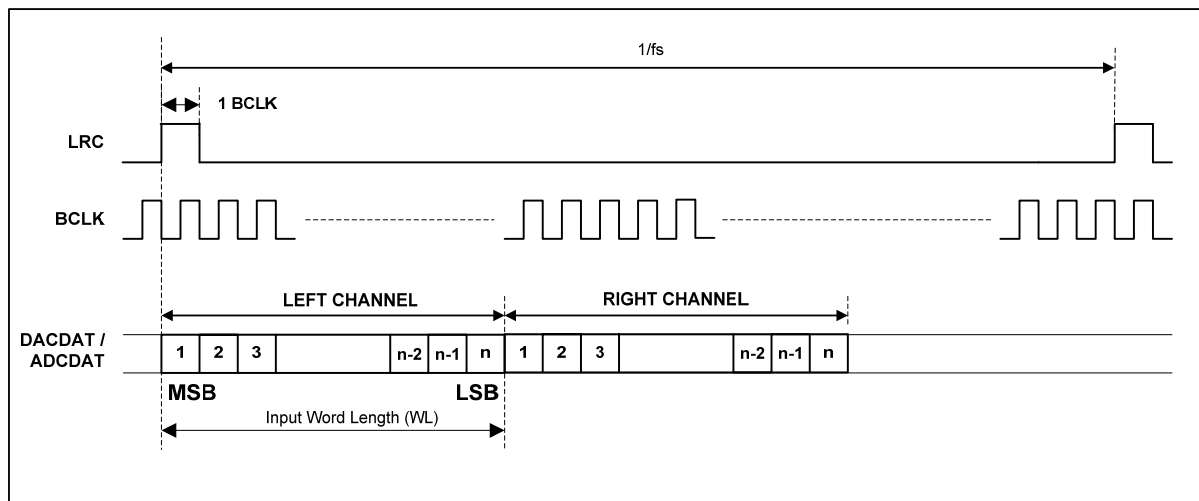 1/fs
1 BCLK
LRC
BCLK
LEFT CHANNEL
RIGHT CHANNEL
DACDAT /
ADCDAT
1 2 3 n-2 n-1 n 1 2 3 n-2 n-1 n
MSB LSB
Input Word Length (WL)